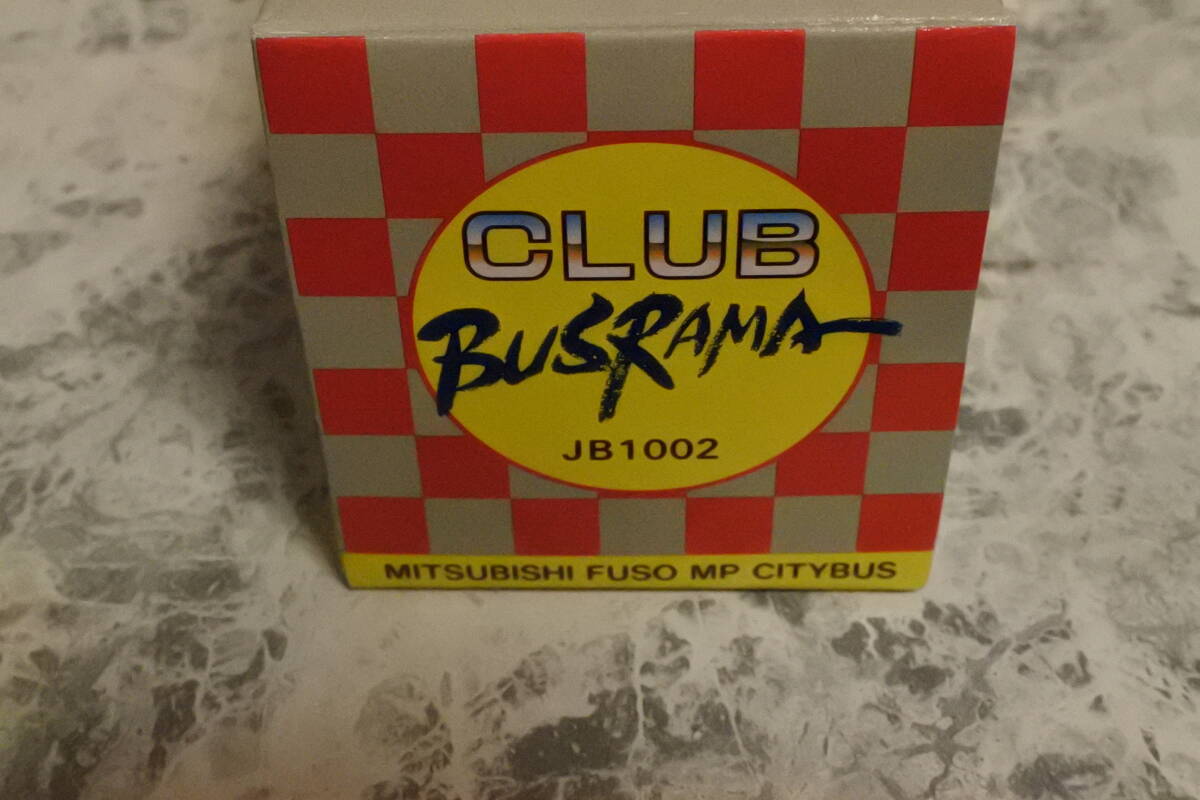 CLUB
BUSRAMA
JB1002
MITSUBISHI FUSO MP CITYBUS